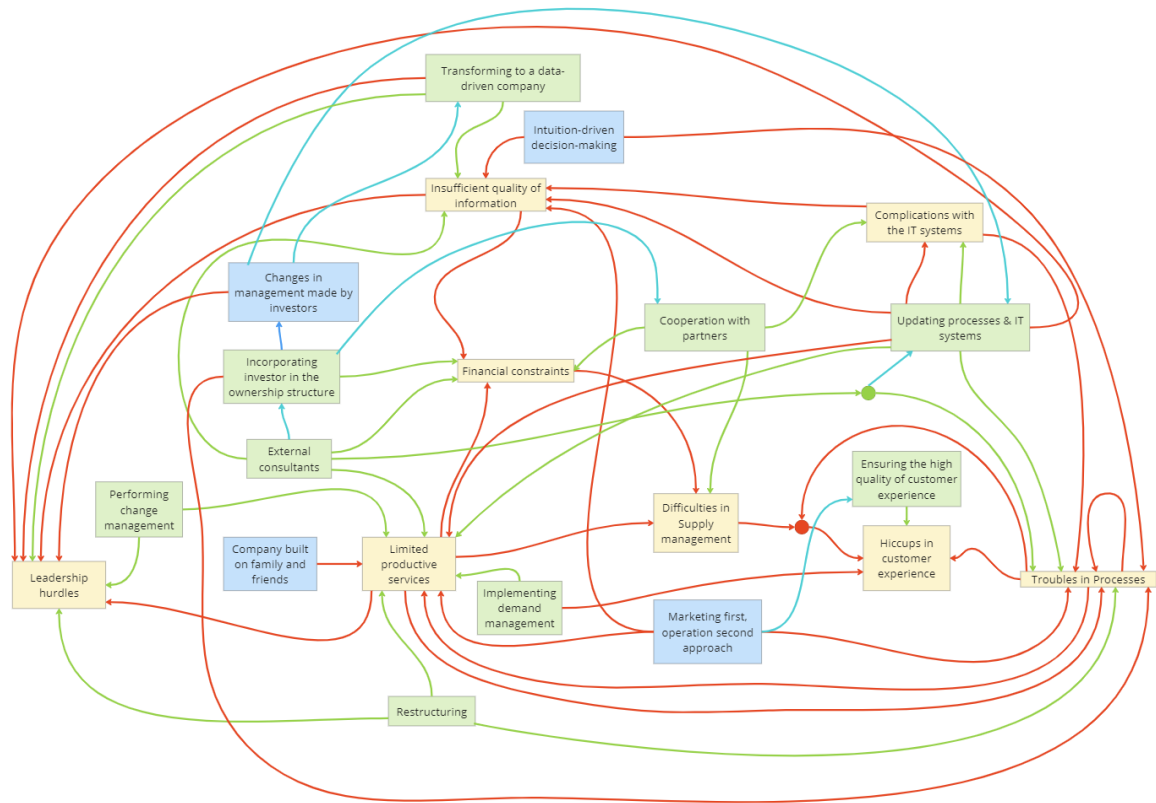 Transforming to a data-
driven company
Intuition-driven
decision-making
Insufficient quality of
information
Complications with
the IT systems
Changes in
management made by
investors
Cooperation with
partners
Updating processes & IT
systems
Incorporating
investor in the
ownership structure
Financial constraints
External
consultants
Ensuring the high
quality of customer
experience
Performing
change
management
Difficulties in
Supply
management
Hiccups in
customer
experience
Company built
on family and
friends
Limited
productive
services
Leadership
hurdles
Troubles in Processes
Implementing
demand
management
Marketing first,
operation second
approach
Restructuring